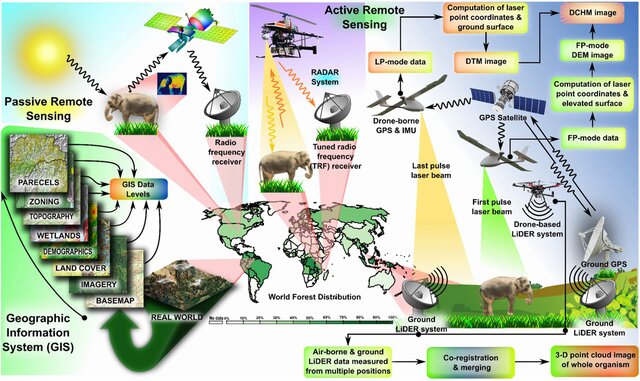 Passive Remote
Sensing
Radio
frequency
receiver
Active Remote
Sensing
RADAR
System
Tuned radio
frequency
(TRF) receiver
LP-mode data
Computation of laser
point coordinates &
ground surface
DTM image
DCHM image
FP-mode
DEM image
Computation of laser
point coordinates &
elevated surface
FP-mode data
Drone-borne
GPS & IMU
GPS Satellite
Last pulse
laser beam
First pulse
laser beam
Drone-based
LiDER system
Ground GPS
Ground
LiDER system
Ground
LiDER system
GIS Data
Levels
PARCELS
ZONING
TOPOGRAPHY
WETLANDS
DEMOGRAPHICS
LAND COVER
IMAGERY
BASEMAP
REAL WORLD
Geographic
Information
System (GIS)
World Forest Distribution
No data 10% 20% 30% 40% 50% 60% 70% 80% 90% 100%
Air-borne & ground
LiDER data measured
from multiple positions
Co-registration
& merging
3-D point cloud image
of whole organism